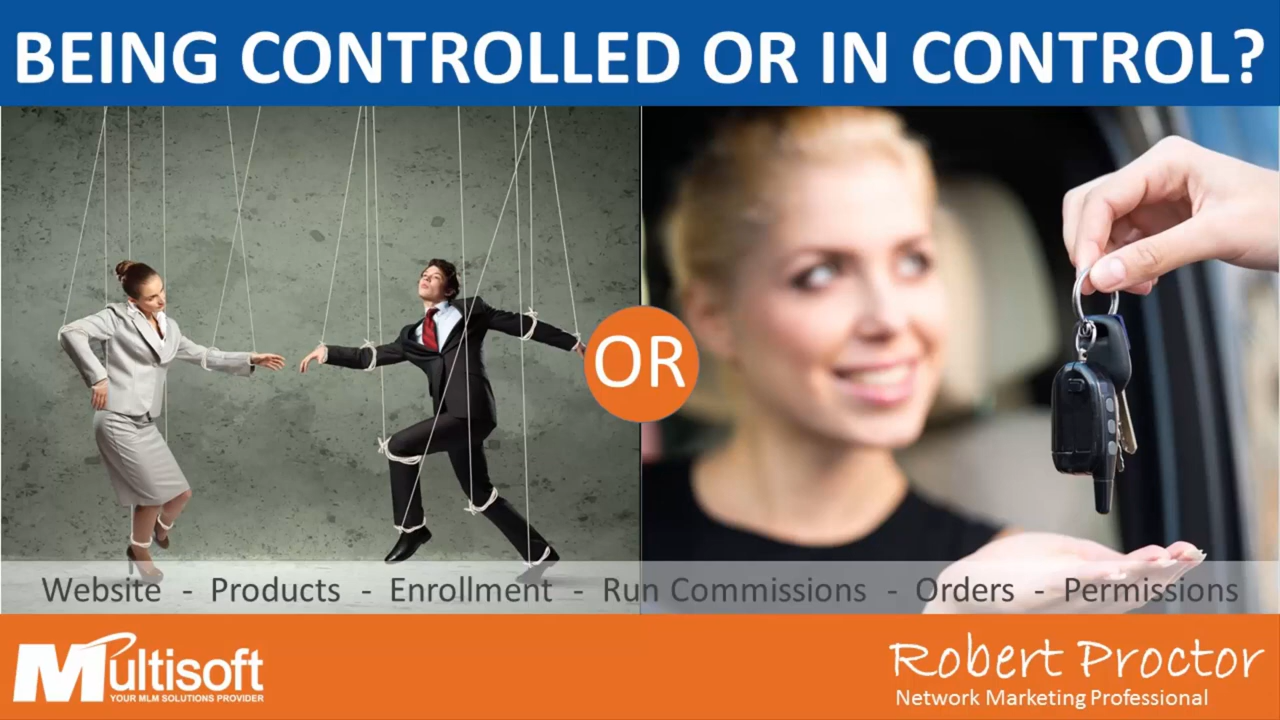 BEING CONTROLLED OR IN CONTROL?
OR
Website - Products - Enrollment - Run Commissions - Orders - Permissions
Multisoft
YOUR MLM SOLUTIONS PROVIDER
Robert Proctor
Network Marketing Professional